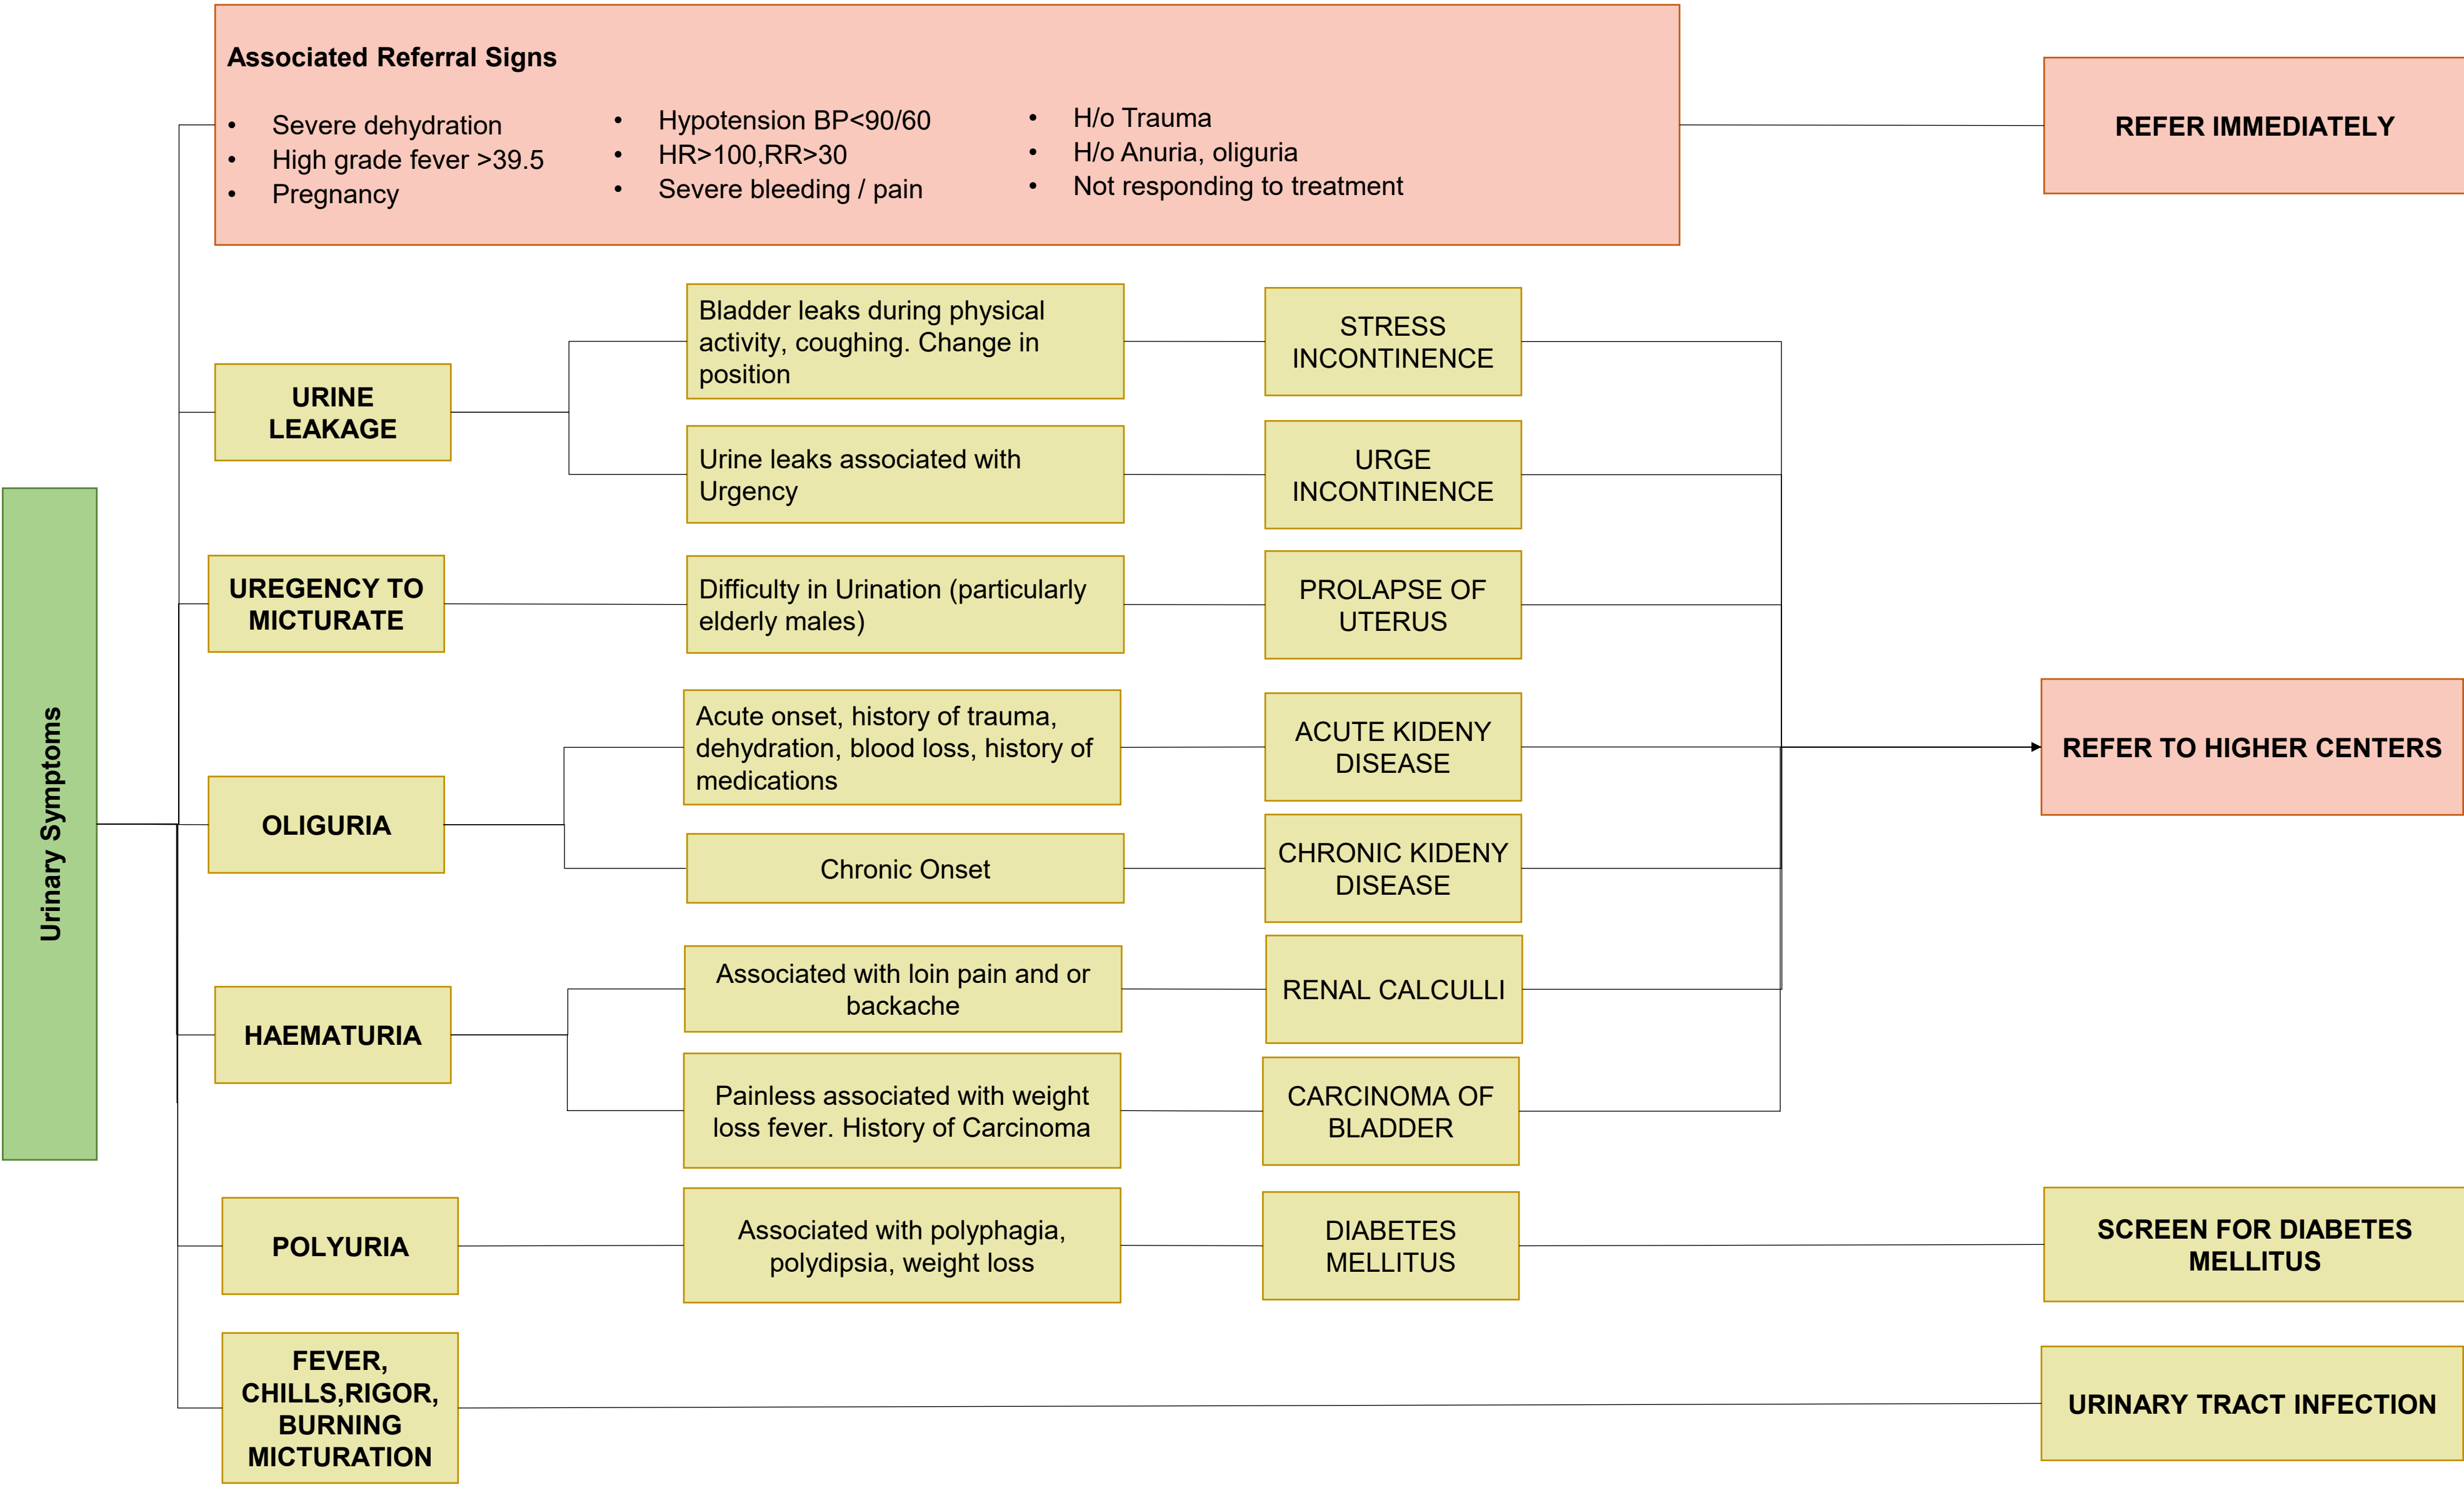 Associated Referral Signs
• Severe dehydration
• High grade fever >39.5
• Pregnancy
• Hypotension BP<90/60
• HR>100,RR>30
• Severe bleeding / pain
• H/o Trauma
• H/o Anuria, oliguria
• Not responding to treatment
REFER IMMEDIATELY
Urinary Symptoms
URINE
LEAKAGE
Bladder leaks during physical
activity, coughing. Change in
position
STRESS
INCONTINENCE
Urine leaks associated with
Urgency
URGE
INCONTINENCE
UREGENCY TO
MICTURATE
Difficulty in Urination (particularly
elderly males)
PROLAPSE OF
UTERUS
OLIGURIA
Acute onset, history of trauma,
dehydration, blood loss, history of
medications
ACUTE KIDENY
DISEASE
Chronic Onset
CHRONIC KIDENY
DISEASE
REFER TO HIGHER CENTERS
HAEMATURIA
Associated with loin pain and or
backache
RENAL CALCULLI
Painless associated with weight
loss fever. History of Carcinoma
CARCINOMA OF
BLADDER
POLYURIA
Associated with polyphagia,
polydipsia, weight loss
DIABETES
MELLITUS
SCREEN FOR DIABETES
MELLITUS
FEVER,
CHILLS,RIGOR,
BURNING
MICTURATION
URINARY TRACT INFECTION